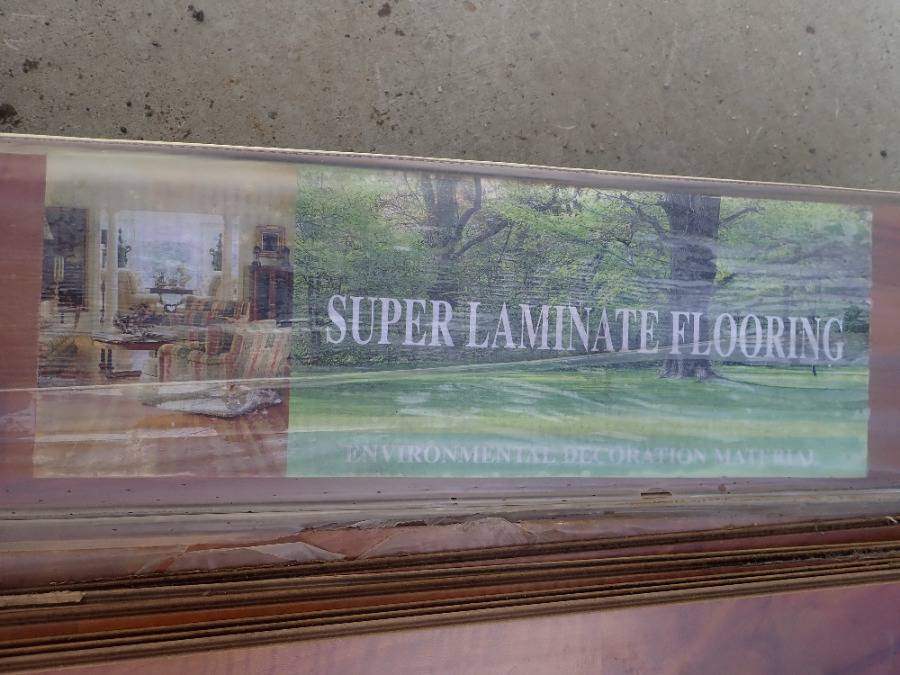 SUPER LAMINATE FLOORING
ENVIRONMENTAL DECORATION MATERIAL